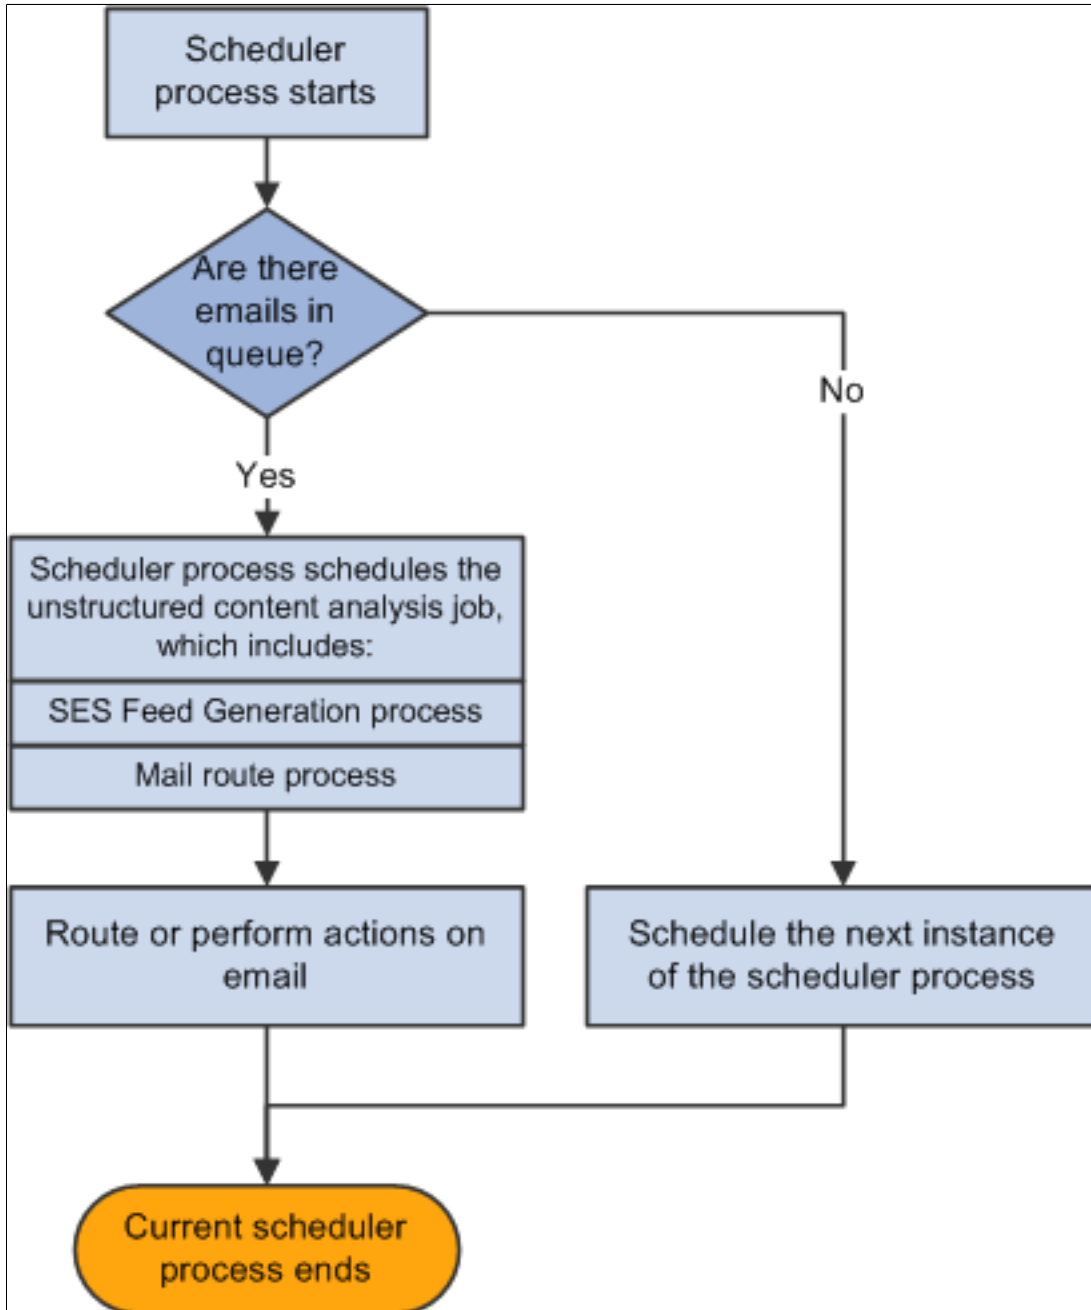 Scheduler
process starts
Are there
emails in
queue?
No
Yes
Scheduler process schedules the
unstructured content analysis job,
which includes:
SES Feed Generation process
Mail route process
Route or perform actions on
email
Schedule the next instance
of the scheduler process
Current scheduler
process ends